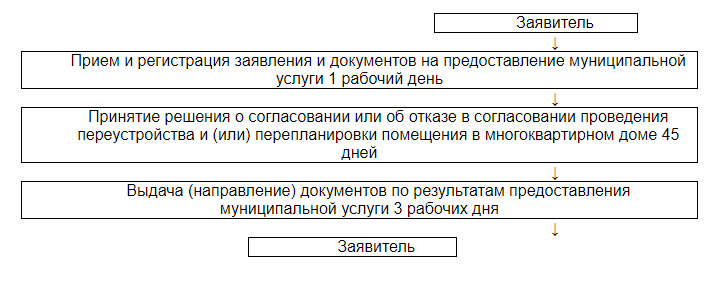 Заявитель
↓
Прием и регистрация заявления и документов на предоставление муниципальной
услуги 1 рабочий день
↓
Принятие решения о согласовании или об отказе в согласовании проведения
переустройства и (или) перепланировки помещения в многоквартирном доме 45
дней
↓
Выдача (направление) документов по результатам предоставления
муниципальной услуги 3 рабочих дня
↓
Заявитель